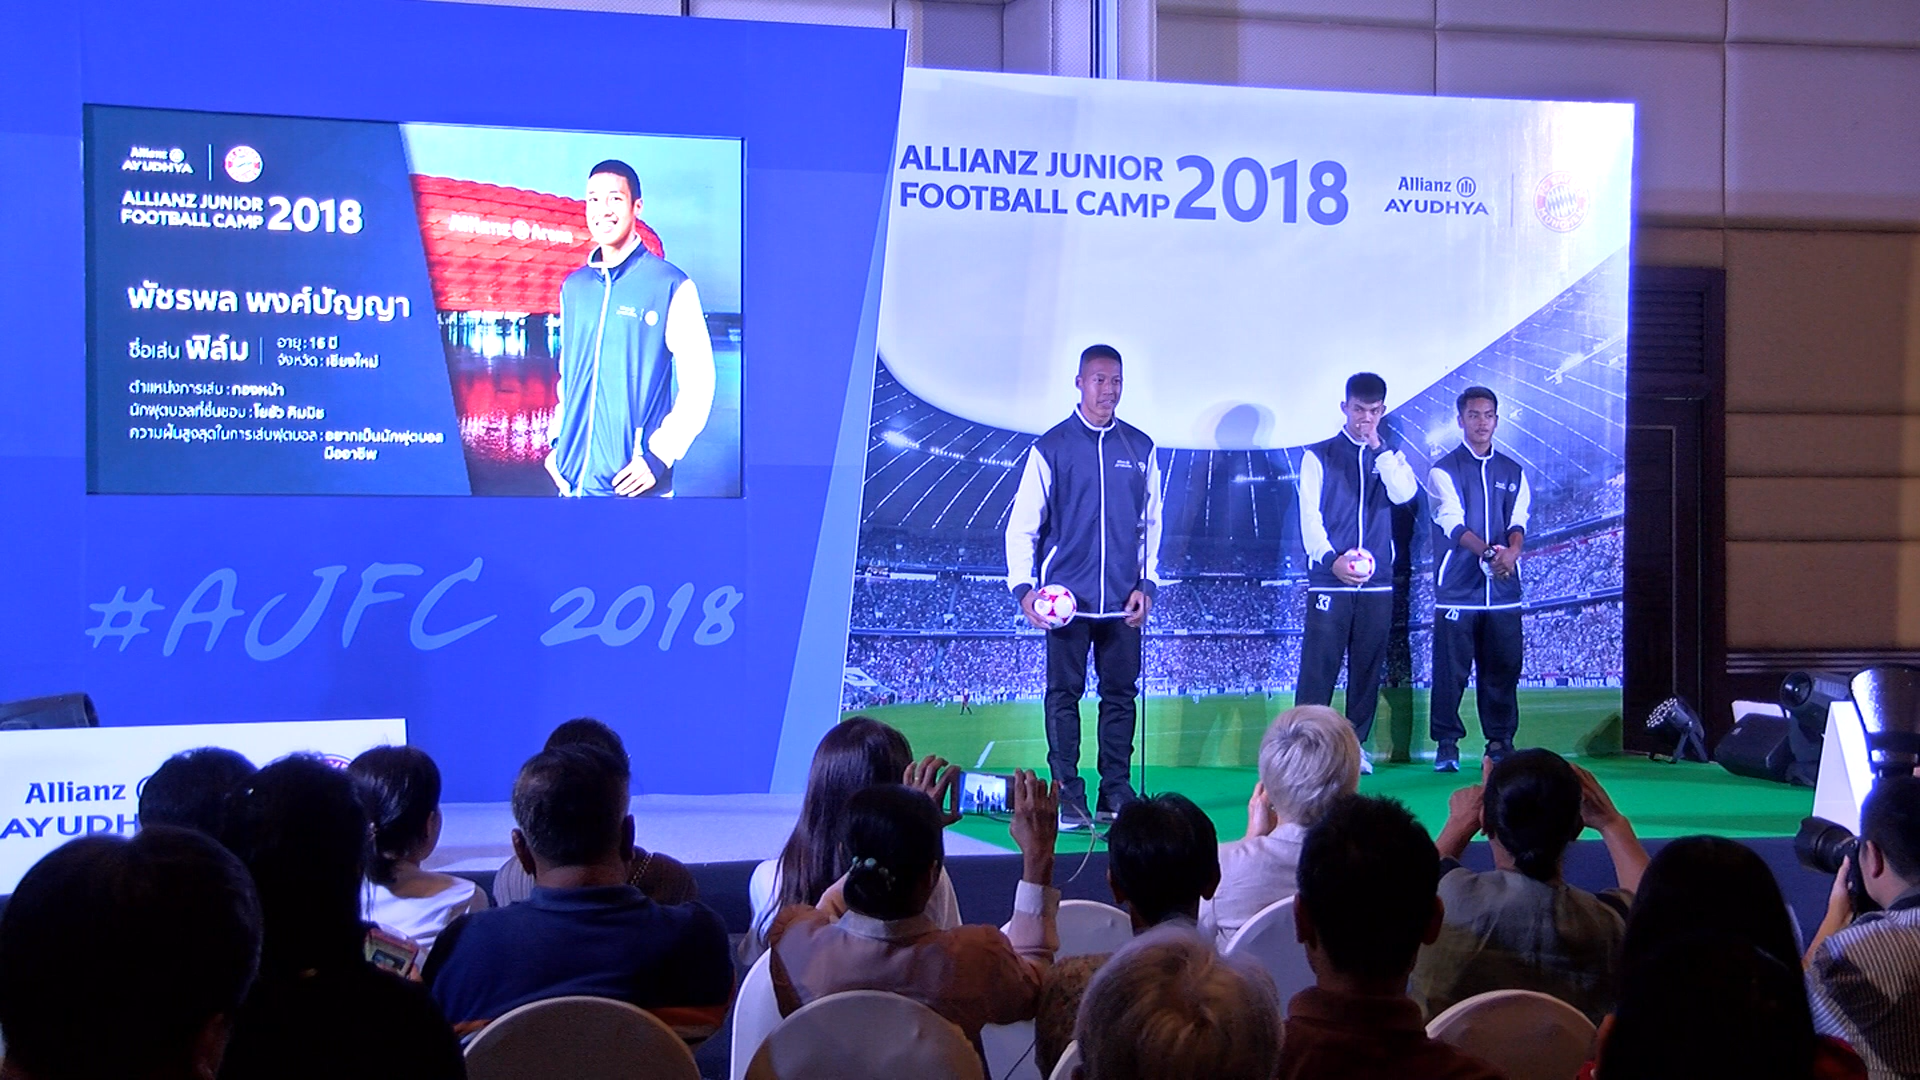 Allianz
AYUDHYA
ALLIANZ JUNIOR
FOOTBALL CAMP 2018
Allianz Arena
พัชรพล พงศ์ปัญญา
ชื่อเล่น ฟิล์ม
อายุ : 16 ปี
จังหวัด : เชียงใหม่
ตำแหน่งการเล่น : กองหน้า
นักฟุตบอลที่ชื่นชอบ : โยชัว คิมมิช
ความฝันสูงสุดในการเล่นฟุตบอล : อยากเป็นนักฟุตบอล
มืออาชีพ
#AJFC 2018
ALLIANZ JUNIOR
FOOTBALL CAMP 2018
Allianz
AYUDHYA
33
26
Allianz
AYUDH